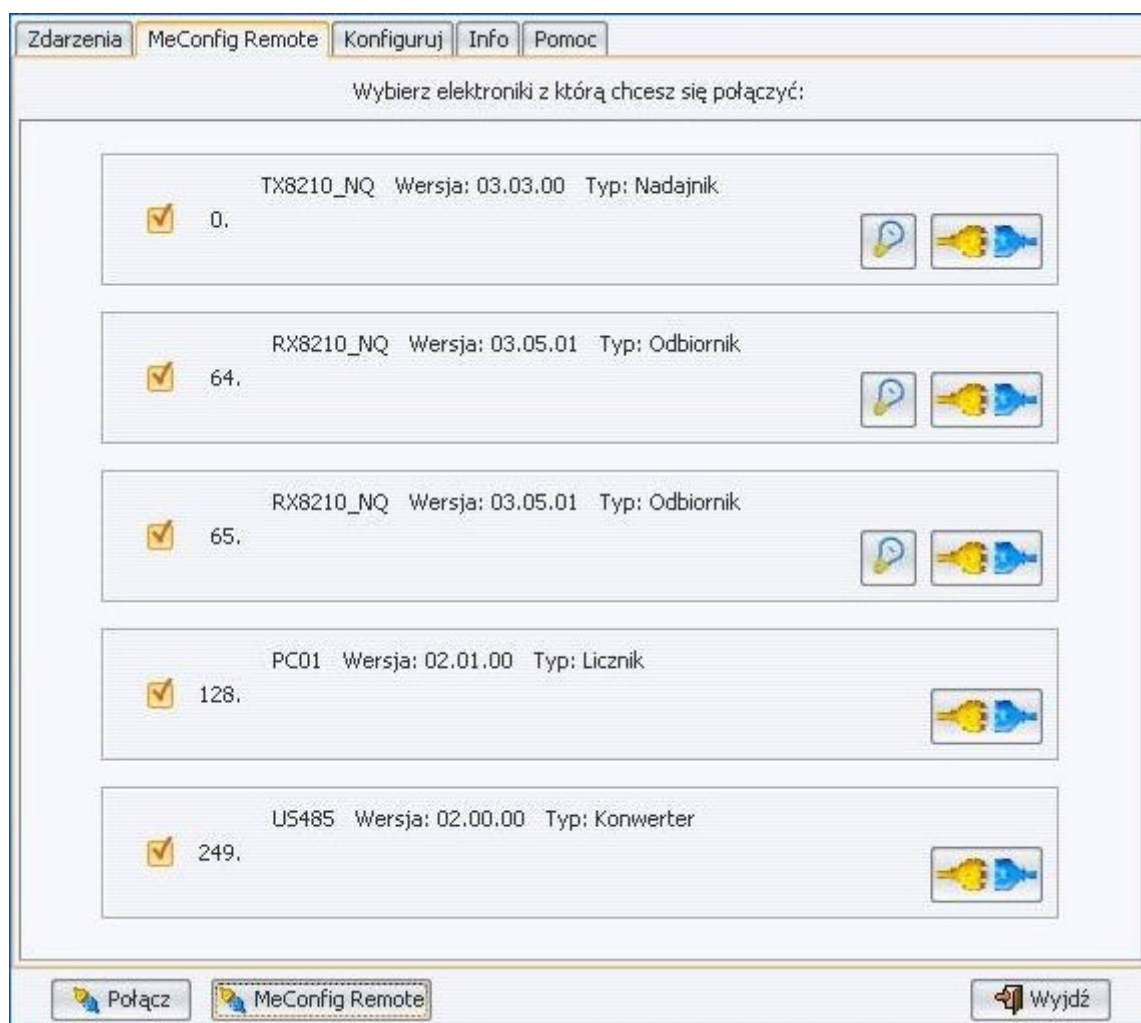 Zdarzenia MeConfig Remote Konfiguruj Info Pomoc
Wybierz elektroniki z którą chcesz się połączyć:
TX8210_NQ Wersja: 03.03.00 Typ: Nadajnik
0.
RX8210_NQ Wersja: 03.05.01 Typ: Odbiornik
64.
RX8210_NQ Wersja: 03.05.01 Typ: Odbiornik
65.
PC01 Wersja: 02.01.00 Typ: Licznik
128.
US485 Wersja: 02.00.00 Typ: Konwerter
249.
Połącz MeConfig Remote Wyjdź